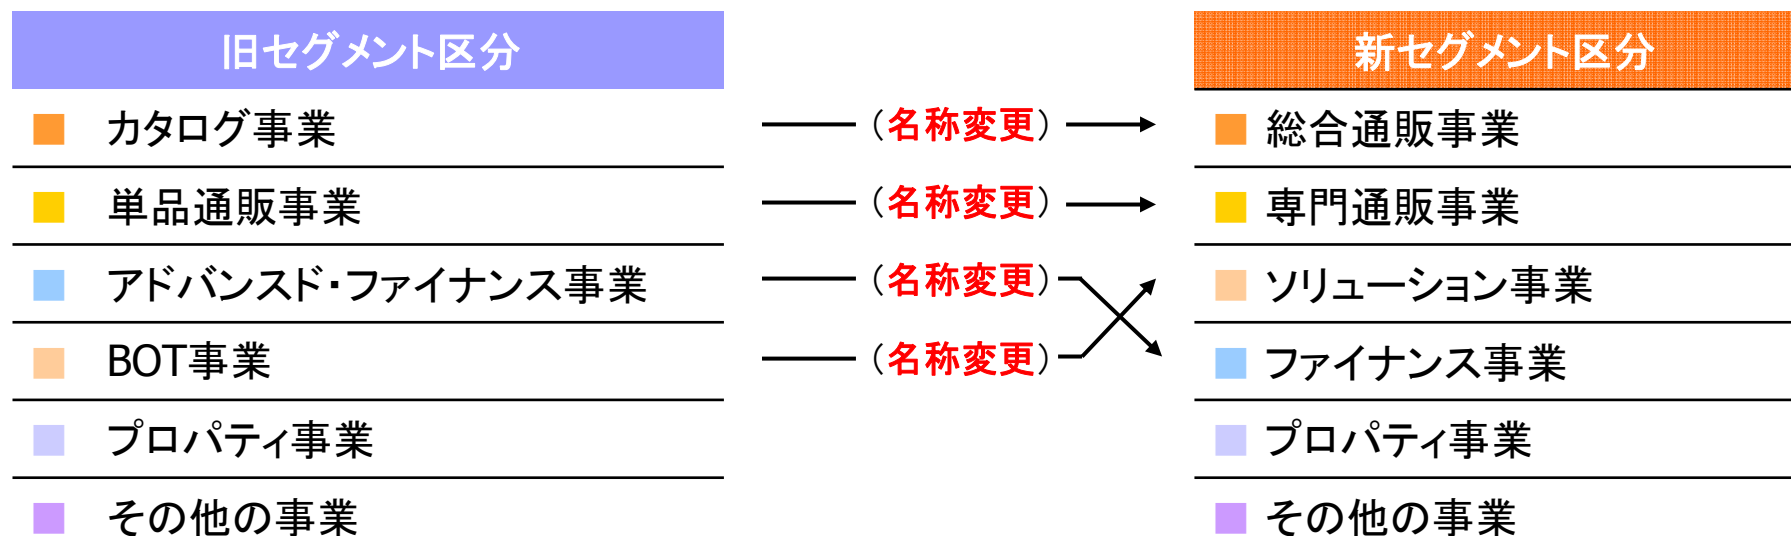 旧セグメント区分
新セグメント区分
カタログ事業
（名称変更）
総合通販事業
単品通販事業
（名称変更）
専門通販事業
アドバンスド・ファイナンス事業
（名称変更）
ソリューション事業
BOT事業
（名称変更）
ファイナンス事業
プロパティ事業
プロパティ事業
その他の事業
その他の事業